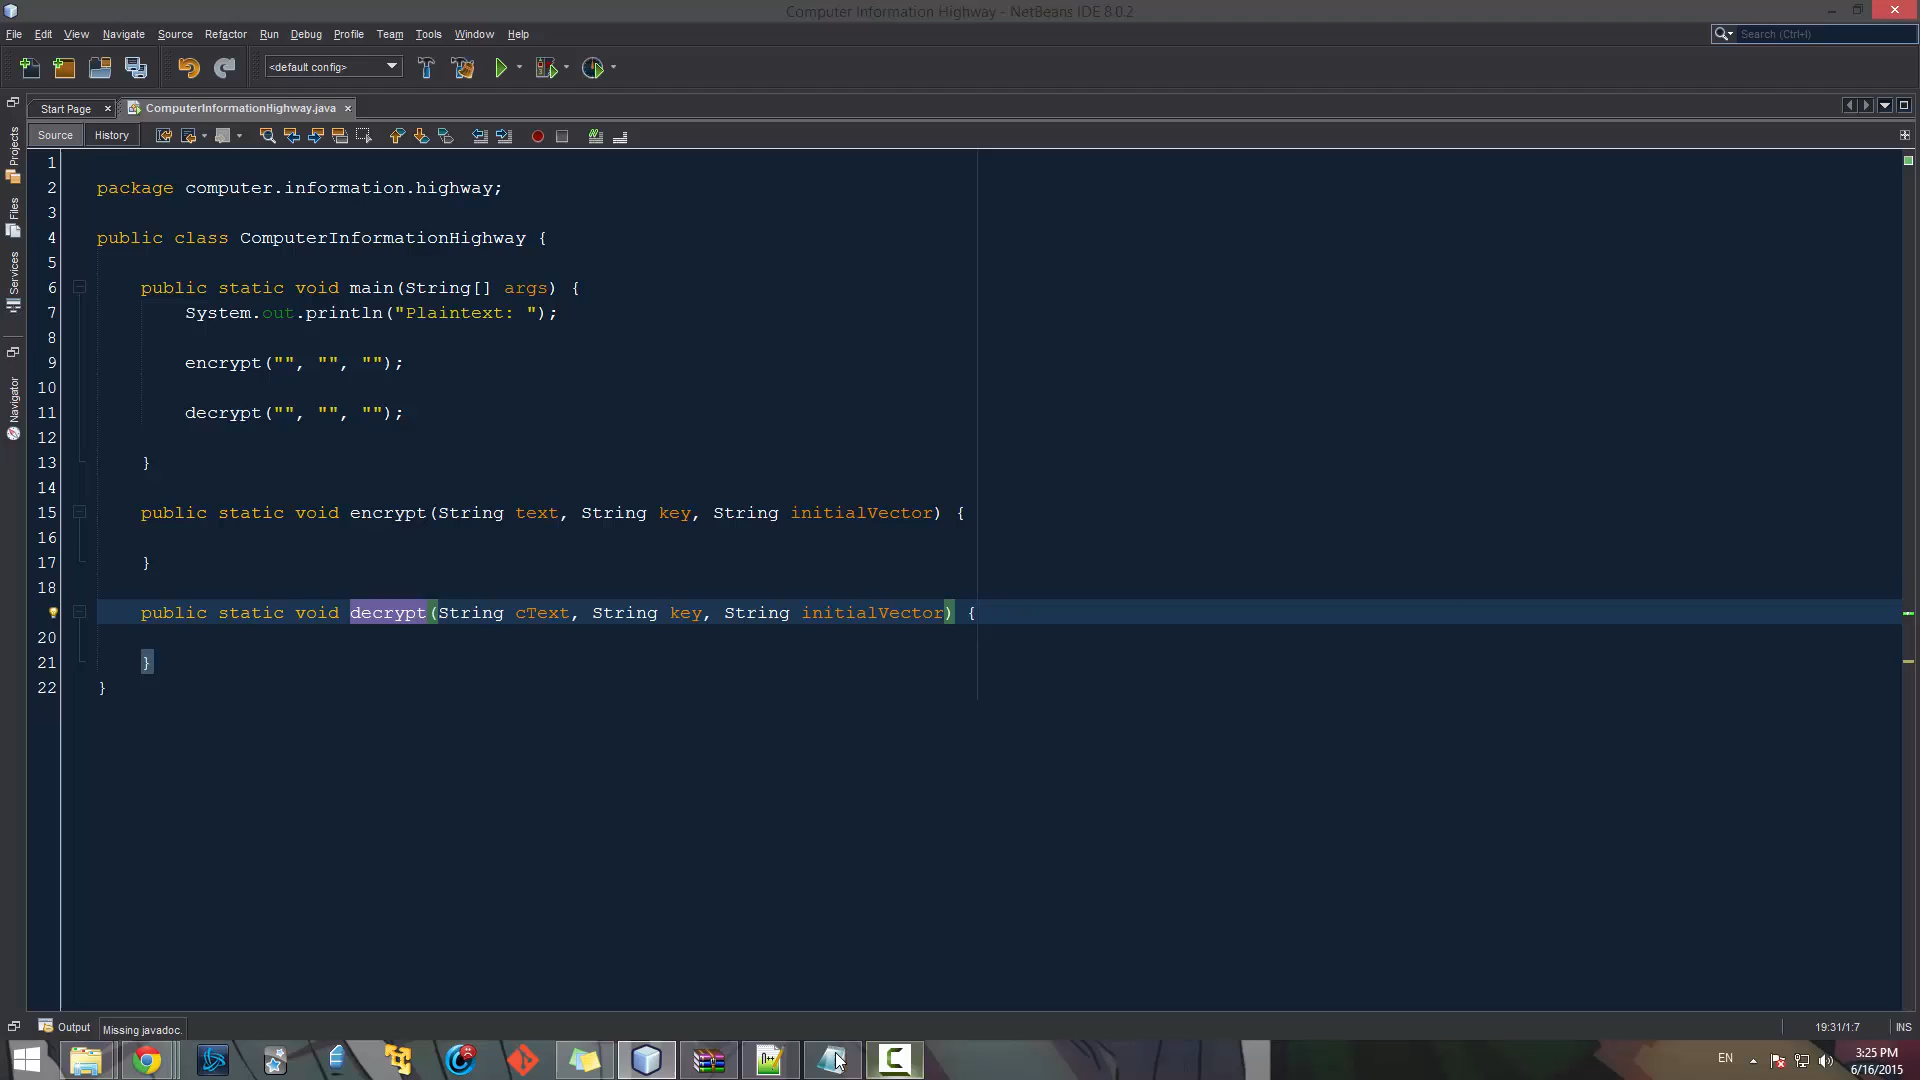 Computer Information Highway - NetBeans IDE 8.0.2
File Edit View Navigate Source Refactor Run Debug Profile Team Tools Window Help
Search (Ctrl+I)
<default config>
Start Page
ComputerInformationHighway.java
Source History
Projects
Files
Services
Navigator
1
2 package computer.information.highway;
3
4 public class ComputerInformationHighway {
5
6 public static void main(String[] args) {
7 System.out.println("Plaintext: ");
8
9 encrypt("", "", "");
10
11 decrypt("", "", "");
12
13 }
14
15 public static void encrypt(String text, String key, String initialVector) {
16
17 }
18
public static void decrypt(String cText, String key, String initialVector) {
20
21 }
22 }
Output
Missing javadoc.
19:31/1:7 INS
EN
3:25 PM
6/16/2015